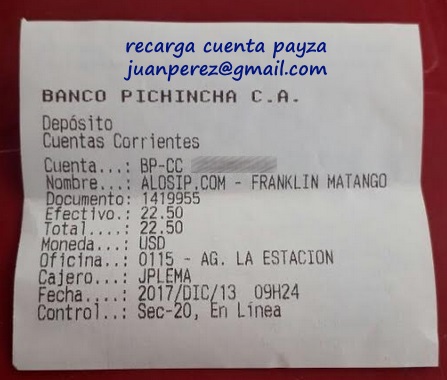 recarga cuenta payza
juanperez@gmail.com
BANCO PICHINCHA C.A.
Depósito
Cuentas Corrientes
Cuenta...: BP-CC
Nombre...: ALOSIP.COM - FRANKLIN MATANGO
Documento: 1419955
Efectivo.: 22.50
Total....: 22.50
Moneda...: USD
Oficina..: 0115 - AG. LA ESTACION
Cajero...: JPLEMA
Fecha....: 2017/DIC/13 09H24
Control..: Sec-20, En Línea